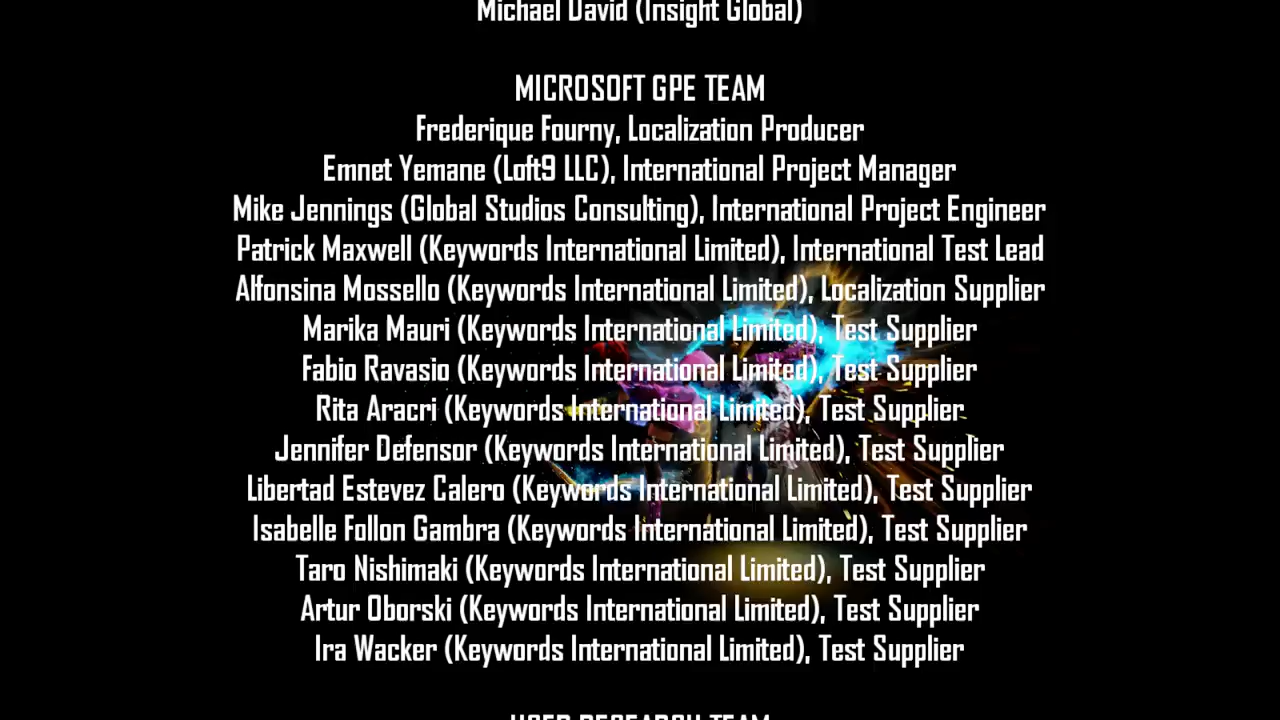 Michael David (Insight Global)
MICROSOFT GPE TEAM
Frederique Fourny, Localization Producer
Emnet Yemane (Loft9 LLC), International Project Manager
Mike Jennings (Global Studios Consulting), International Project Engineer
Patrick Maxwell (Keywords International Limited), International Test Lead
Alfonsina Mossello (Keywords International Limited), Localization Supplier
Marika Mauri (Keywords International Limited), Test Supplier
Fabio Ravasio (Keywords International Limited), Test Supplier
Rita Aracri (Keywords International Limited), Test Supplier
Jennifer Defensor (Keywords International Limited), Test Supplier
Libertad Estevez Calero (Keywords International Limited), Test Supplier
Isabelle Follon Gambra (Keywords International Limited), Test Supplier
Taro Nishimaki (Keywords International Limited), Test Supplier
Artur Oborski (Keywords International Limited), Test Supplier
Ira Wacker (Keywords International Limited), Test Supplier
USER RESEARCH TEAM